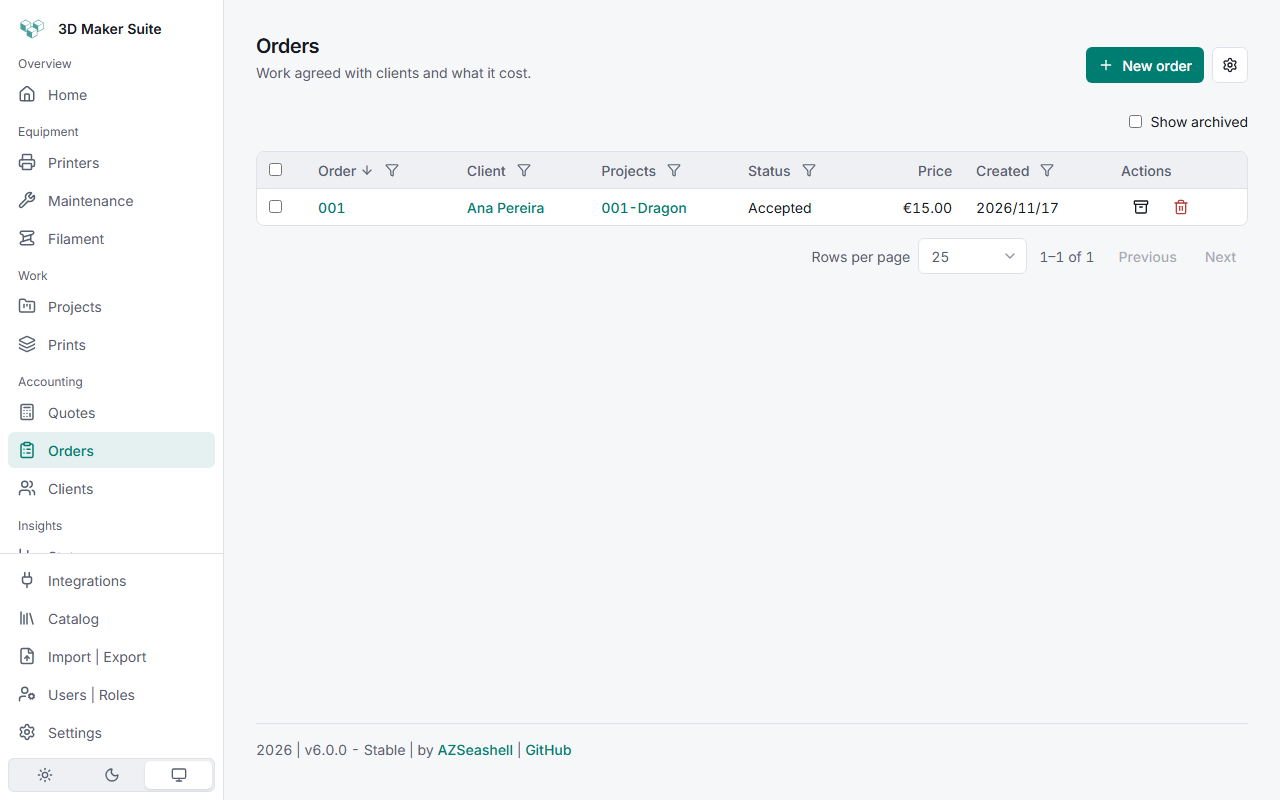 3D Maker Suite
Overview
Home
Equipment
Printers
Maintenance
Filament
Work
Projects
Prints
Accounting
Quotes
Orders
Clients
Insights
Integrations
Catalog
Import | Export
Users | Roles
Settings
Orders
Work agreed with clients and what it cost.
New order
Show archived
Order Client Projects Status Price Created Actions
001 Ana Pereira 001-Dragon Accepted €15.00 2026/11/17
Rows per page 25 1–1 of 1 Previous Next
2026 | v6.0.0 - Stable | by AZSeashell | GitHub